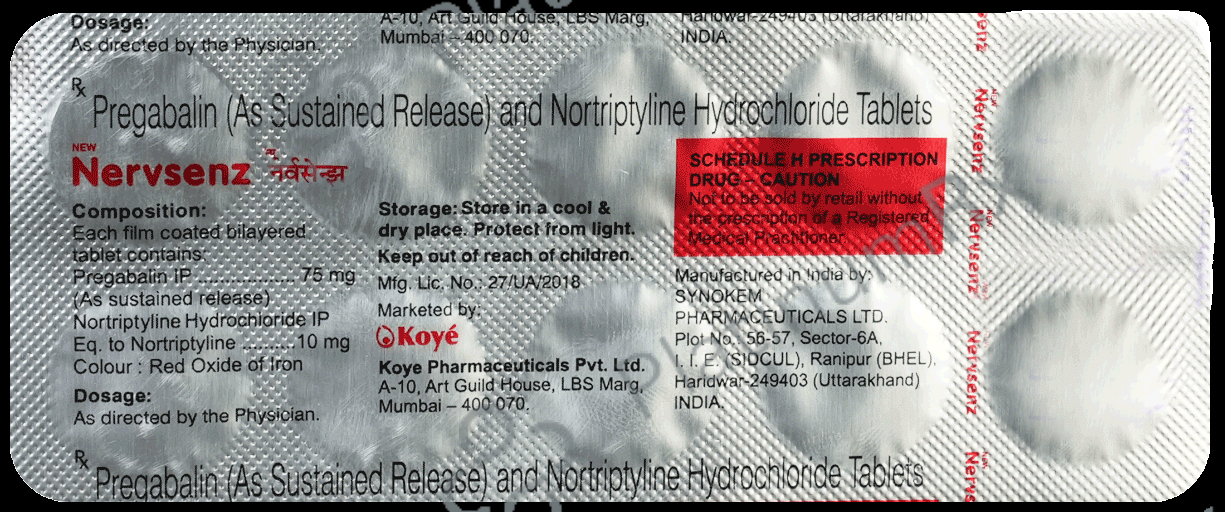 Dosage:
As directed by the Physician.
A-10, Art Guild House, LBS Marg,
Mumbai – 400 070.
Haridwar-249403 (Uttarakhand)
INDIA.
Rx
Pregabalin (As Sustained Release) and Nortriptyline Hydrochloride Tablets
NEW
Nervsenz न्यू नर्वसेन्झ
Composition:
Each film coated bilayered
tablet contains:
Pregabalin IP ................ 75 mg
(As sustained release)
Nortriptyline Hydrochloride IP
Eq. to Nortriptyline .........10 mg
Colour : Red Oxide of Iron
Dosage:
As directed by the Physician.
Storage: Store in a cool &
dry place. Protect from light.
Keep out of reach of children.
Mfg. Lic. No.: 27/UA/2018
Marketed by:
Koyé
Koye Pharmaceuticals Pvt. Ltd.
A-10, Art Guild House, LBS Marg,
Mumbai – 400 070.
SCHEDULE H PRESCRIPTION
DRUG – CAUTION
Not to be sold by retail without
the prescription of a Registered
Medical Practitioner.
Manufactured in India by:
SYNOKEM
PHARMACEUTICALS LTD.
Plot No.: 56-57, Sector-6A,
I. I. E. (SIDCUL), Ranipur (BHEL),
Haridwar-249403 (Uttarakhand)
INDIA.
NEW
Nervsenz
NEW
Nervsenz
Nervsenz
NEW
Nervs
Rx
Pregabalin (As Sustained Release) and Nortriptyline Hydrochloride Tablets